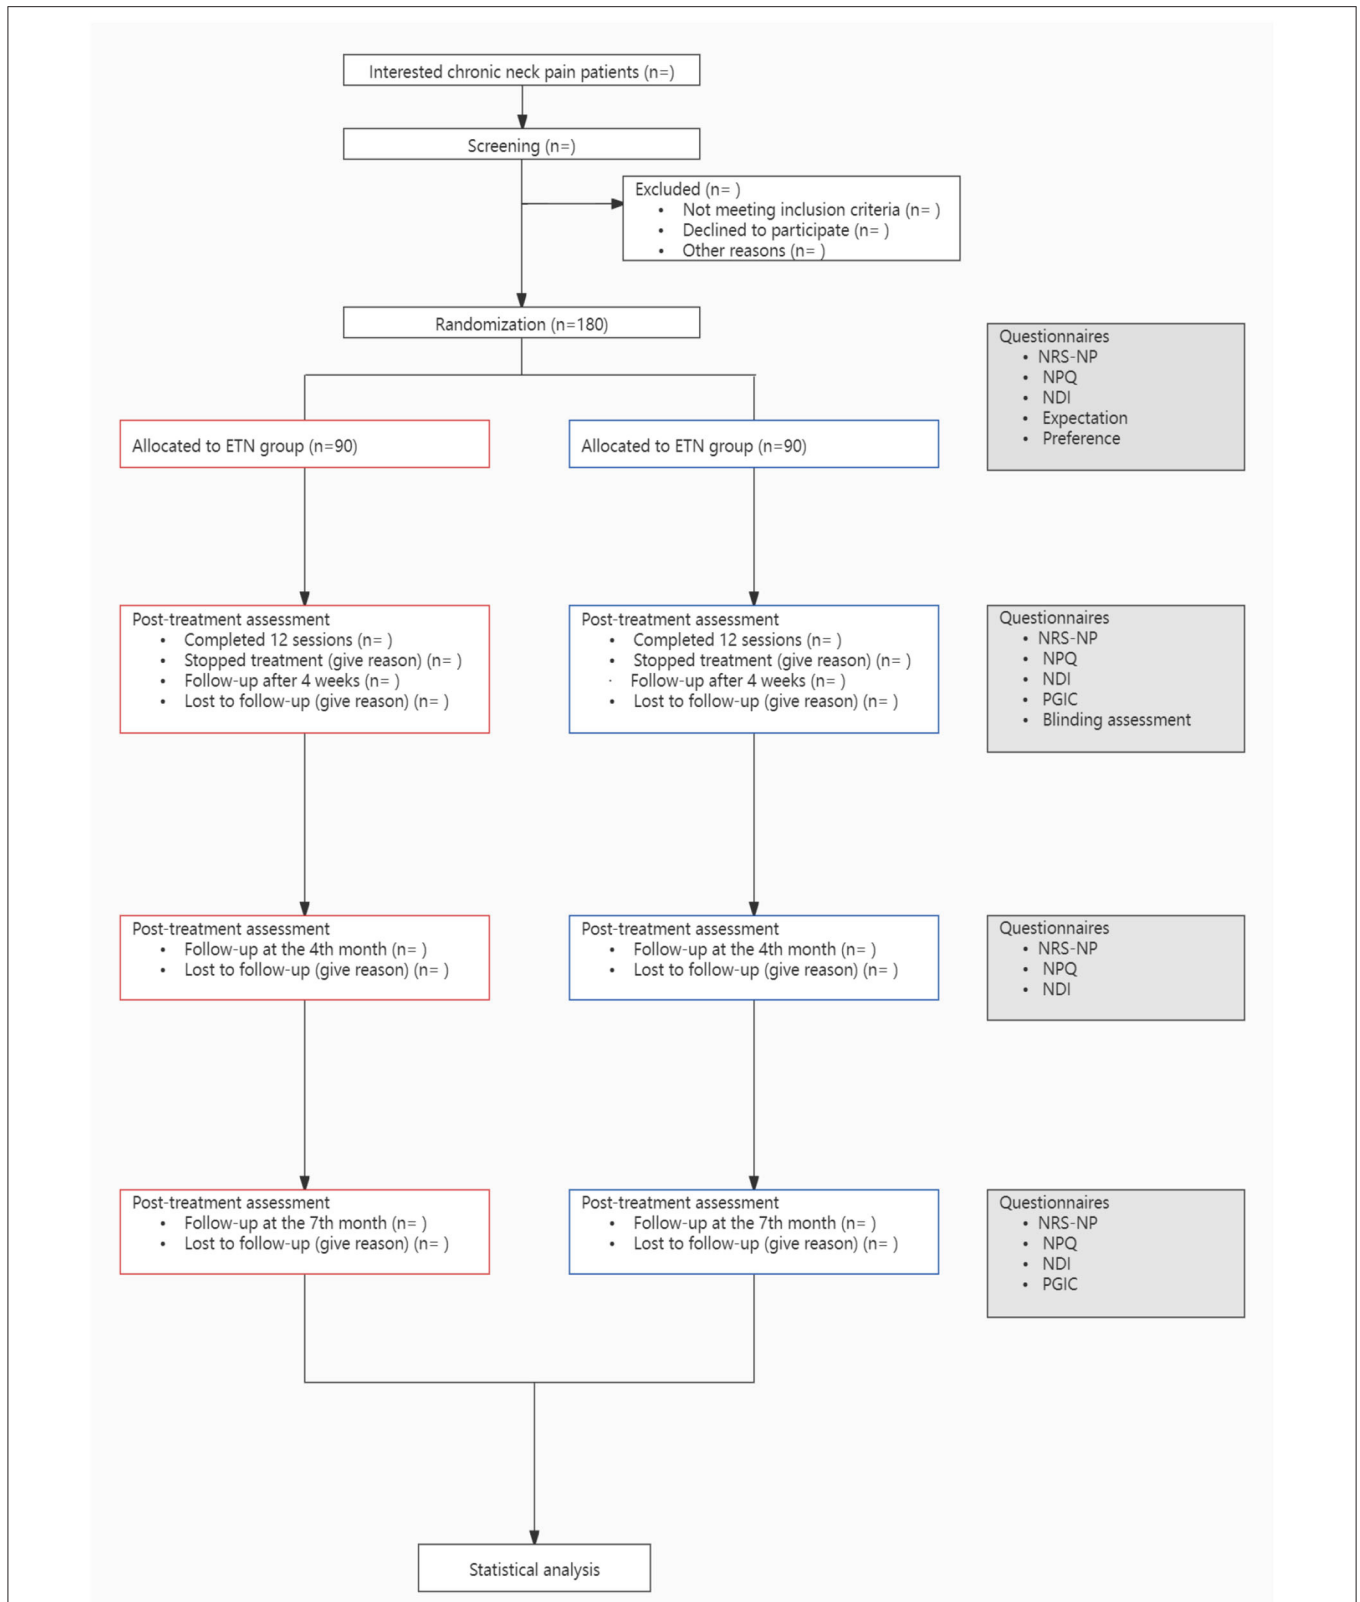 Interested chronic neck pain patients (n=)
Screening (n=)
Excluded (n= )
• Not meeting inclusion criteria (n= )
• Declined to participate (n= )
• Other reasons (n= )
Randomization (n=180)
Questionnaires
• NRS-NP
• NPQ
• NDI
• Expectation
• Preference
Allocated to ETN group (n=90)
Allocated to ETN group (n=90)
Post-treatment assessment
• Completed 12 sessions (n= )
• Stopped treatment (give reason) (n= )
• Follow-up after 4 weeks (n= )
• Lost to follow-up (give reason) (n= )
Post-treatment assessment
• Completed 12 sessions (n= )
• Stopped treatment (give reason) (n= )
· Follow-up after 4 weeks (n= )
• Lost to follow-up (give reason) (n= )
Questionnaires
• NRS-NP
• NPQ
• NDI
• PGIC
• Blinding assessment
Post-treatment assessment
• Follow-up at the 4th month (n= )
• Lost to follow-up (give reason) (n= )
Post-treatment assessment
• Follow-up at the 4th month (n= )
• Lost to follow-up (give reason) (n= )
Questionnaires
• NRS-NP
• NPQ
• NDI
Post-treatment assessment
• Follow-up at the 7th month (n= )
• Lost to follow-up (give reason) (n= )
Post-treatment assessment
• Follow-up at the 7th month (n= )
• Lost to follow-up (give reason) (n= )
Questionnaires
• NRS-NP
• NPQ
• NDI
• PGIC
Statistical analysis